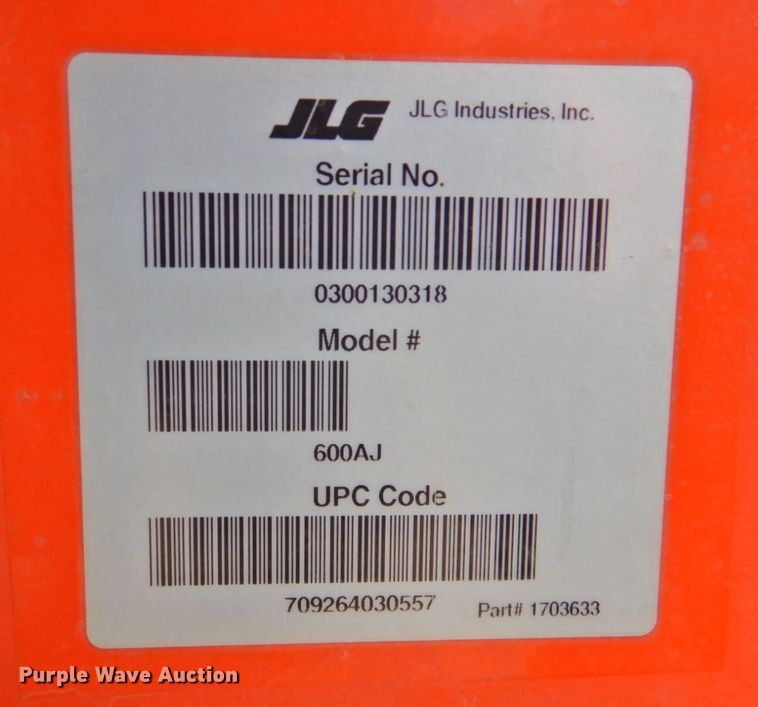 JLG JLG Industries, Inc.
Serial No.
0300130318
Model #
600AJ
UPC Code
709264030557 Part# 1703633
Purple Wave Auction